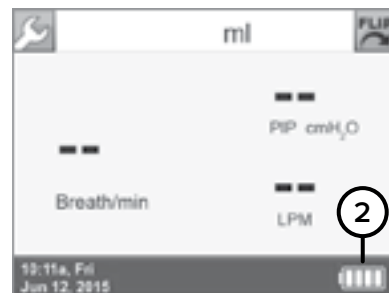 ml FLIP
-- PIP cmH₂O
-- Breath/min
-- LPM
2
10:11a, Fri
Jun 12, 2015